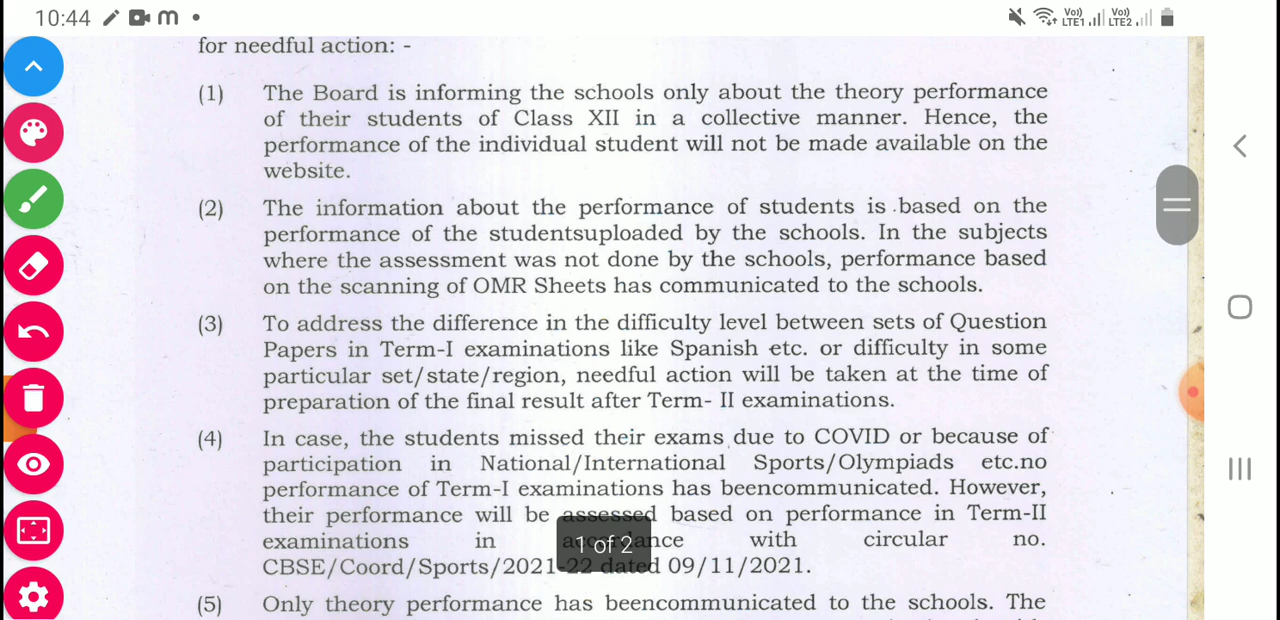 10:44
Vo)) LTE1 Vo)) LTE2
for needful action: -
(1) The Board is informing the schools only about the theory performance
of their students of Class XII in a collective manner. Hence, the
performance of the individual student will not be made available on the
website.
(2) The information about the performance of students is based on the
performance of the studentsuploaded by the schools. In the subjects
where the assessment was not done by the schools, performance based
on the scanning of OMR Sheets has communicated to the schools.
(3) To address the difference in the difficulty level between sets of Question
Papers in Term-I examinations like Spanish etc. or difficulty in some
particular set/state/region, needful action will be taken at the time of
preparation of the final result after Term- II examinations.
(4) In case, the students missed their exams due to COVID or because of
participation in National/International Sports/Olympiads etc.no
performance of Term-I examinations has beencommunicated. However,
their performance will be assessed based on performance in Term-II
examinations in accordance with circular no.
1 of 2
CBSE/Coord/Sports/2021-22 dated 09/11/2021.
(5) Only theory performance has beencommunicated to the schools. The